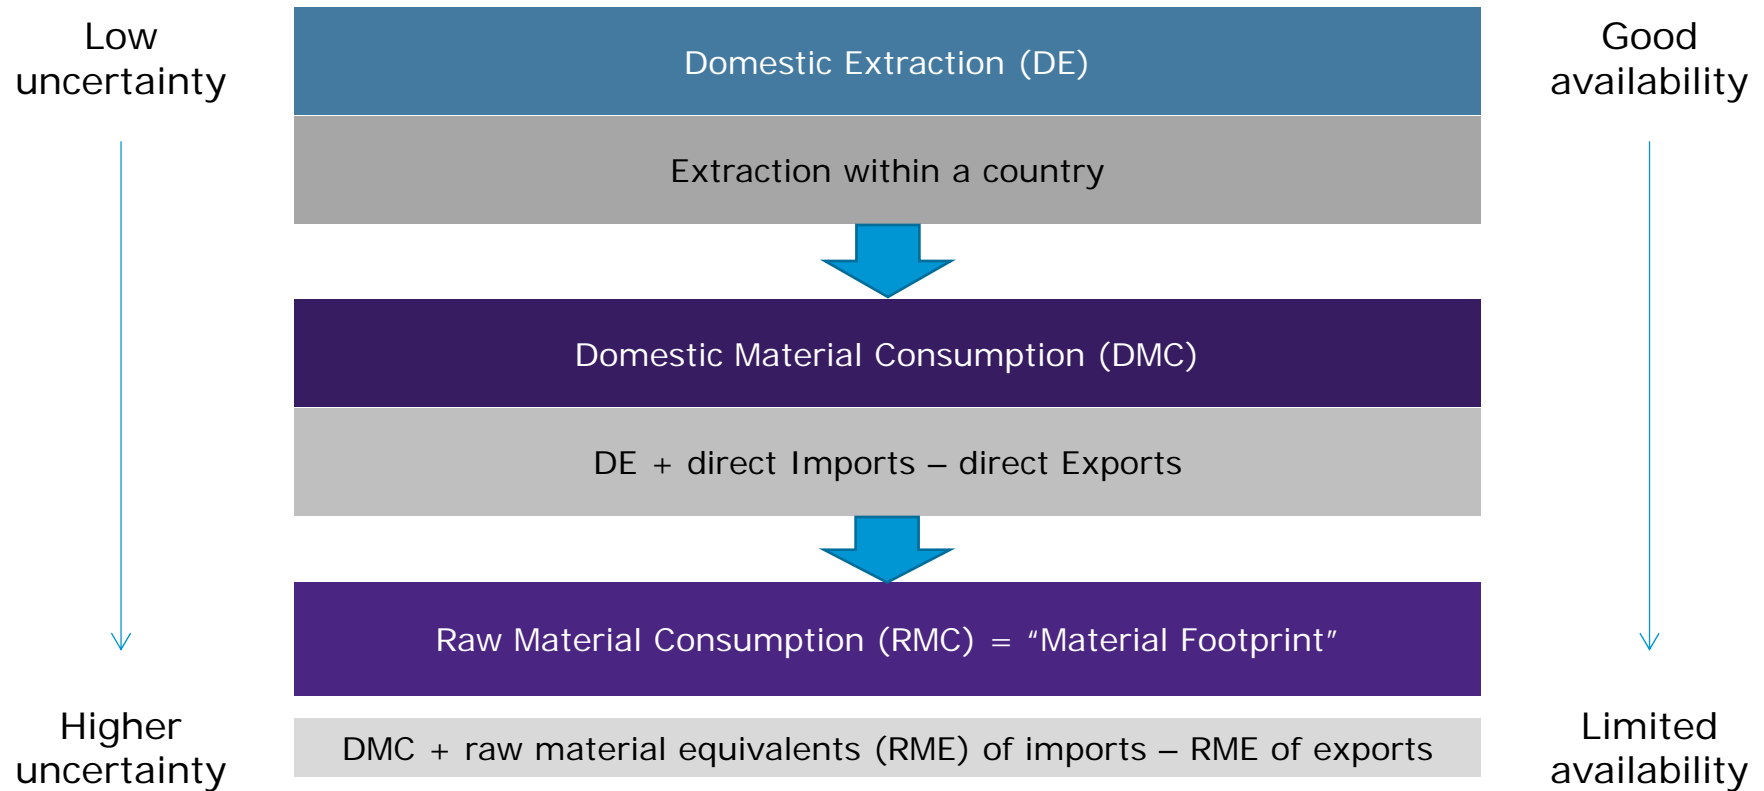 Low
uncertainty
Domestic Extraction (DE)
Good
availability
Extraction within a country
Domestic Material Consumption (DMC)
DE + direct Imports – direct Exports
Raw Material Consumption (RMC) = “Material Footprint”
Higher
uncertainty
DMC + raw material equivalents (RME) of imports – RME of exports
Limited
availability